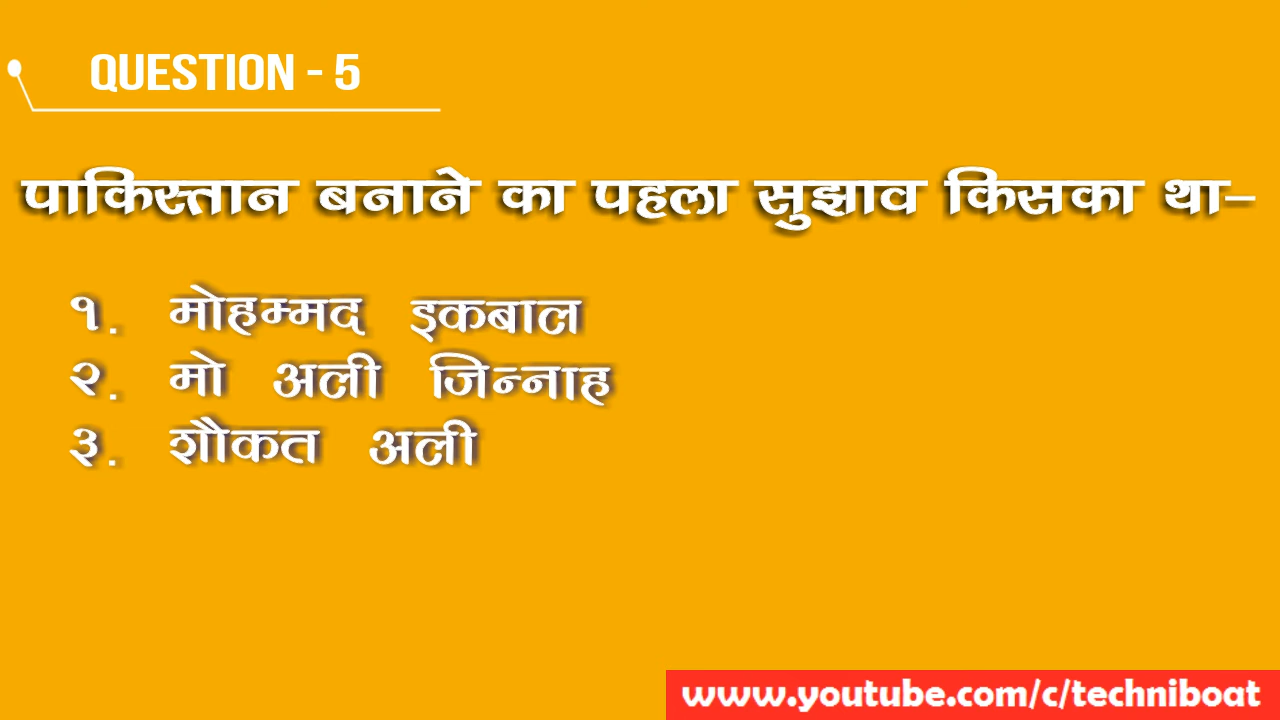 QUESTION - 5
पाकिस्तान बनाने का पहला सुझाव किसका था-
१. मोहम्मद इकबाल
२. मो अली जिन्नाह
३. शौकत अली
www.youtube.com/c/techniboat